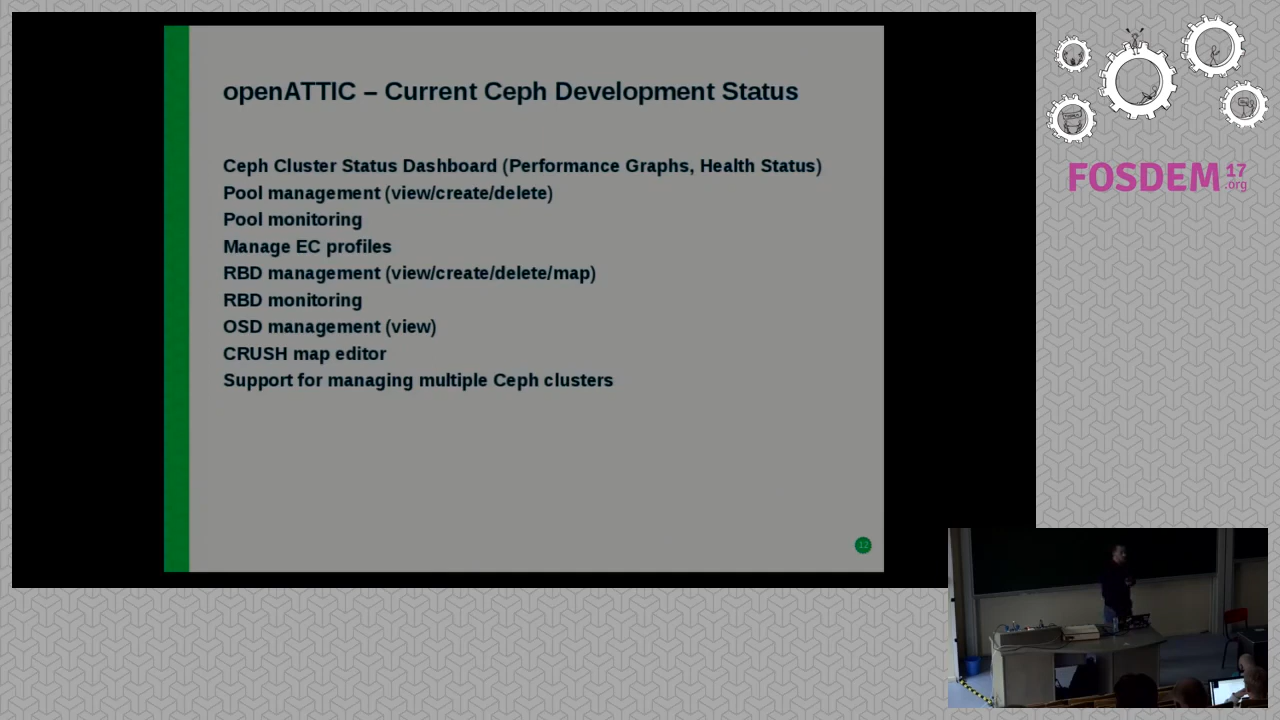 openATTIC – Current Ceph Development Status
Ceph Cluster Status Dashboard (Performance Graphs, Health Status)
Pool management (view/create/delete)
Pool monitoring
Manage EC profiles
RBD management (view/create/delete/map)
RBD monitoring
OSD management (view)
CRUSH map editor
Support for managing multiple Ceph clusters
12
FOSDEM 17
.org